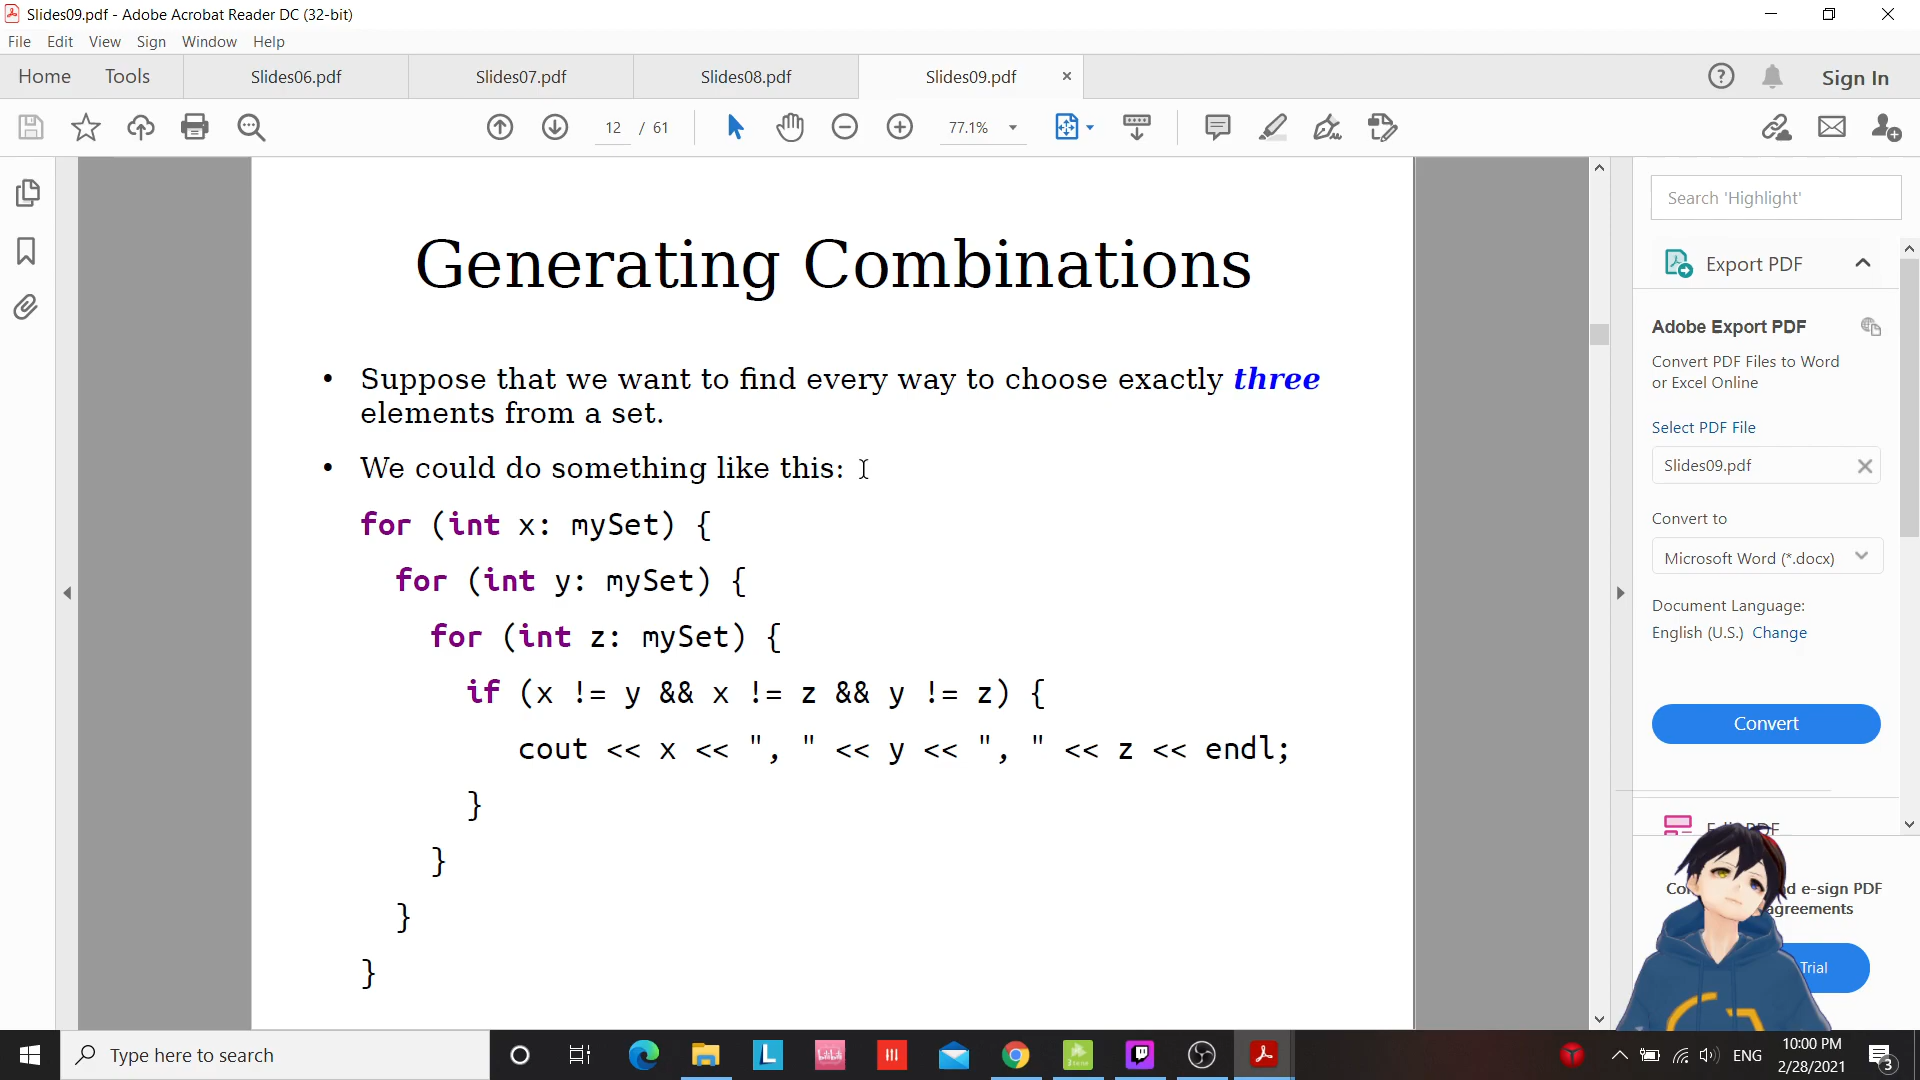 Slides09.pdf - Adobe Acrobat Reader DC (32-bit)
File Edit View Sign Window Help
Home Tools Slides06.pdf Slides07.pdf Slides08.pdf Slides09.pdf Sign In
12 / 61 77.1%
Generating Combinations
• Suppose that we want to find every way to choose exactly three
elements from a set.
• We could do something like this:
for (int x: mySet) {
for (int y: mySet) {
for (int z: mySet) {
if (x != y && x != z && y != z) {
cout << x << ", " << y << ", " << z << endl;
}
}
}
}
Search 'Highlight'
Export PDF
Adobe Export PDF
Convert PDF Files to Word
or Excel Online
Select PDF File
Slides09.pdf
Convert to
Microsoft Word (*.docx)
Document Language:
English (U.S.) Change
Convert
d e-sign PDF
agreements
Trial
Type here to search
ENG
10:00 PM
2/28/2021
3